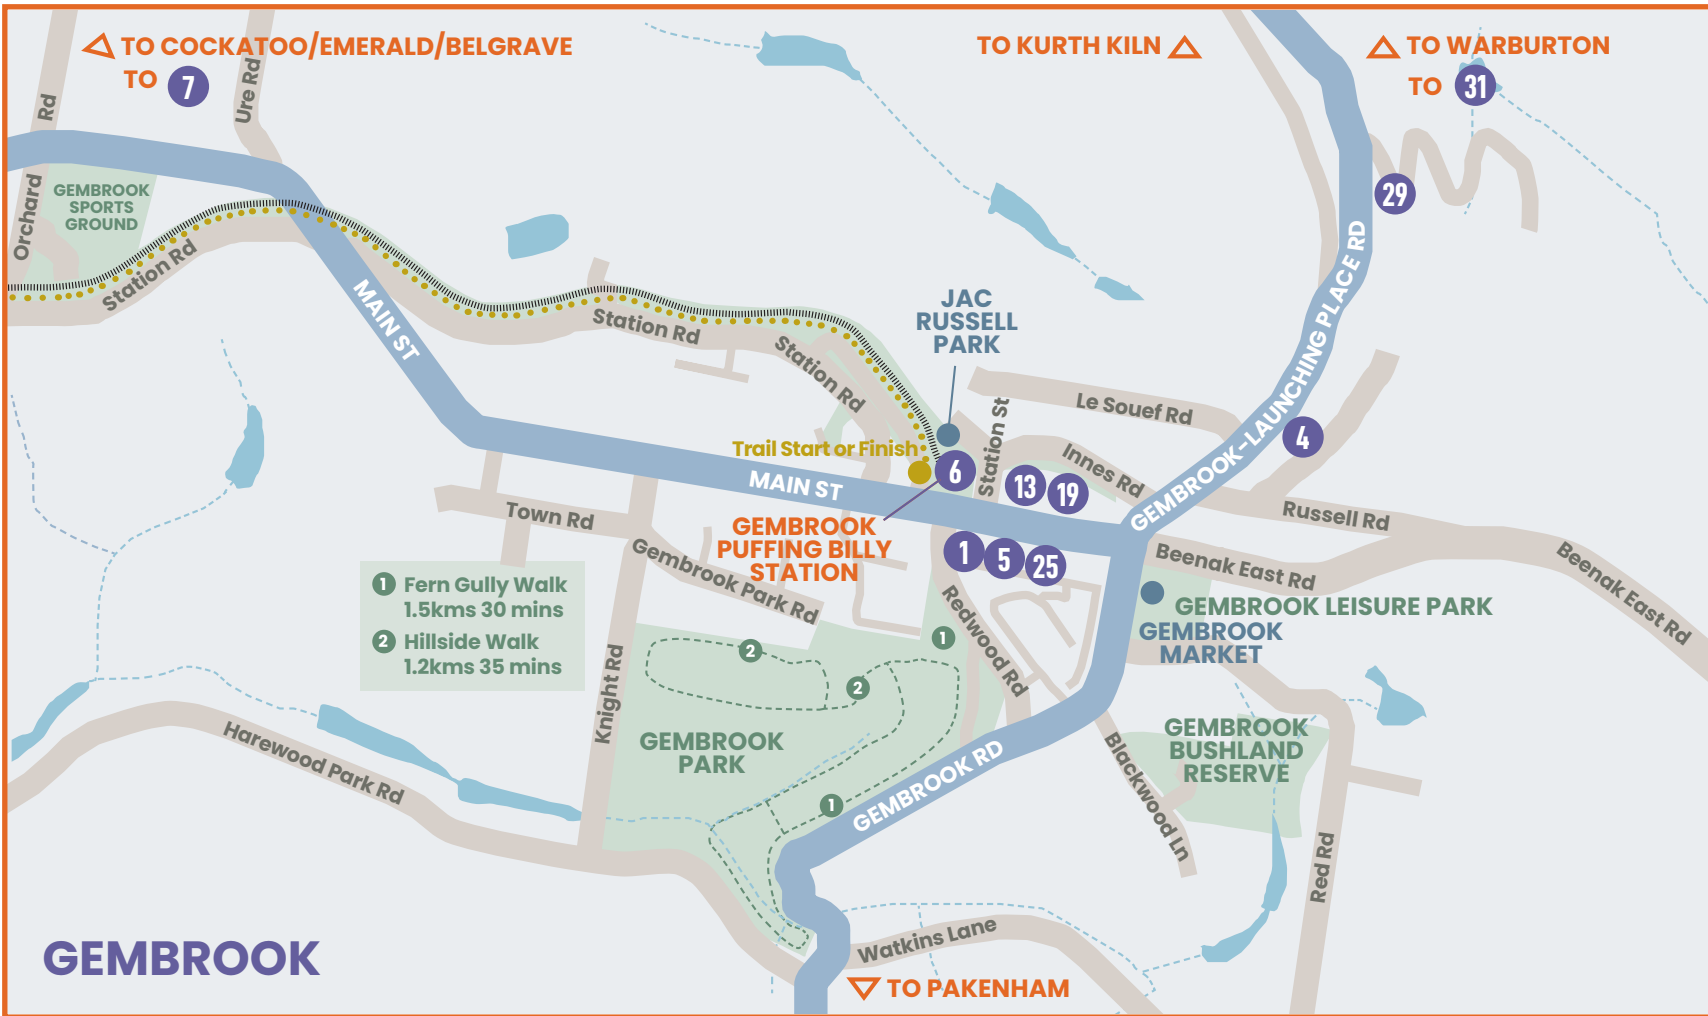 TO COCKATOO/EMERALD/BELGRAVE
TO 7
TO KURTH KILN
TO WARBURTON
TO 31
Rd
Ure Rd
Orchard
GEMBROOK
SPORTS
GROUND
Station Rd
MAIN ST
29
Station Rd
Station Rd
JAC
RUSSELL
PARK
GEMBROOK-LAUNCHING PLACE RD
Le Souef Rd
Station St
Innes Rd
4
Trail Start or Finish
6
13
19
MAIN ST
Russell Rd
Town Rd
GEMBROOK
PUFFING BILLY
STATION
1
5
25
Beenak East Rd
Beenak East Rd
Gembrook Park Rd
1 Fern Gully Walk
1.5kms 30 mins
2 Hillside Walk
1.2kms 35 mins
Redwood Rd
GEMBROOK LEISURE PARK
GEMBROOK
MARKET
1
2
2
Knight Rd
GEMBROOK
PARK
1
GEMBROOK RD
Harewood Park Rd
Blackwood Ln
GEMBROOK
BUSHLAND
RESERVE
Red Rd
Watkins Lane
GEMBROOK
TO PAKENHAM